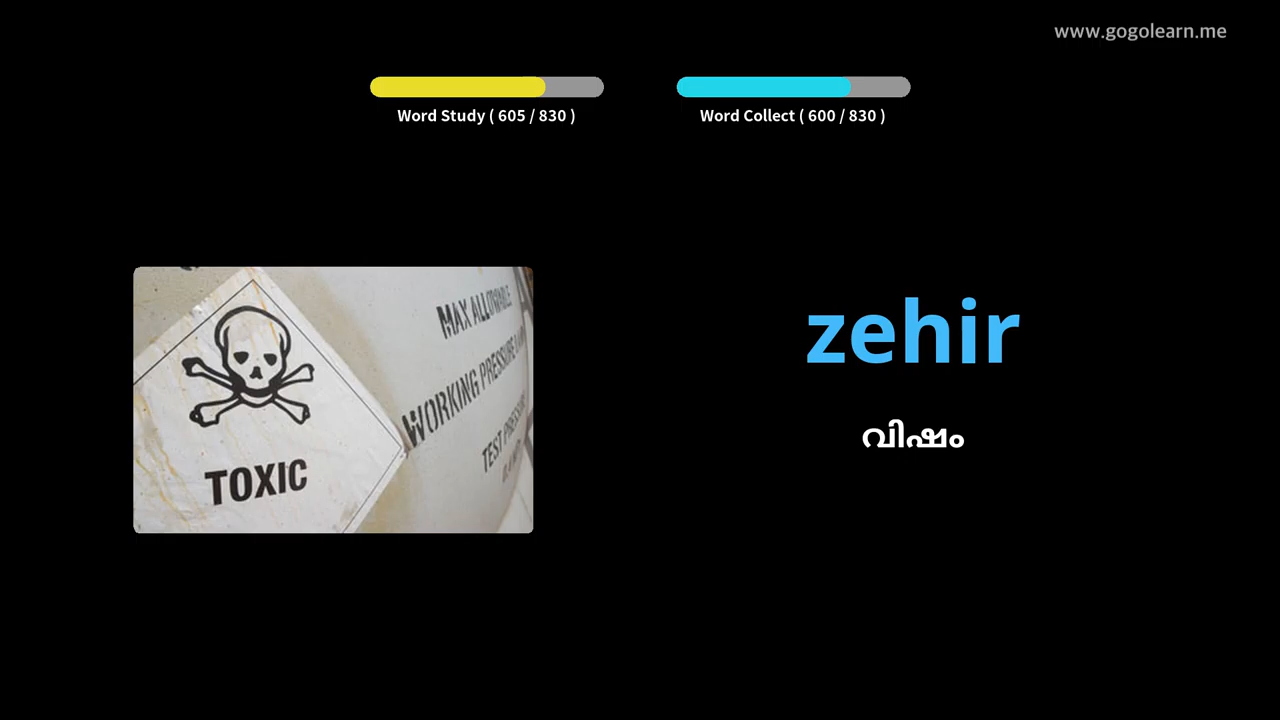 www.gogolearn.me
Word Study ( 605 / 830 )
Word Collect ( 600 / 830 )
MAX ALLOWABLE
WORKING PRESSURE
TEST PRESSURE
TOXIC
zehir
വിഷം